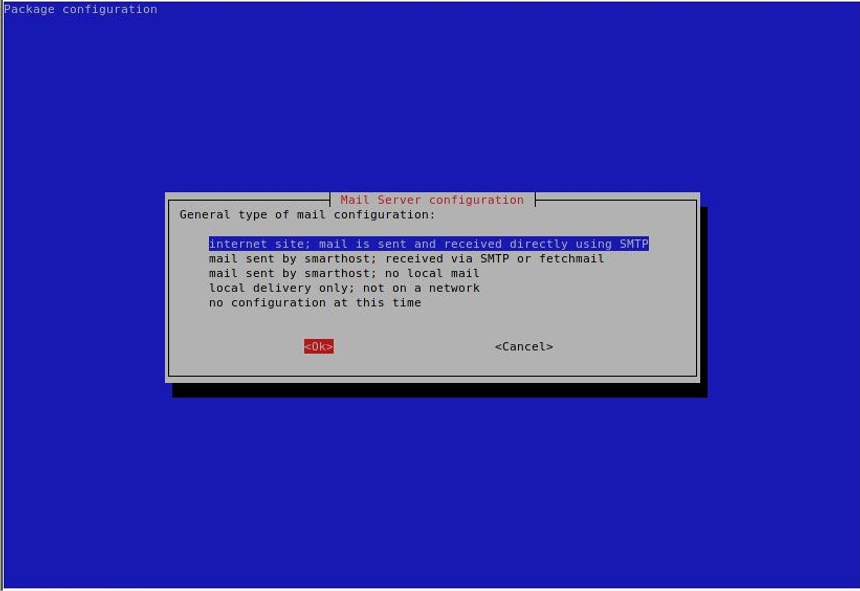 Package configuration
Mail Server configuration
General type of mail configuration:
internet site; mail is sent and received directly using SMTP
mail sent by smarthost; received via SMTP or fetchmail
mail sent by smarthost; no local mail
local delivery only; not on a network
no configuration at this time
<Ok> <Cancel>